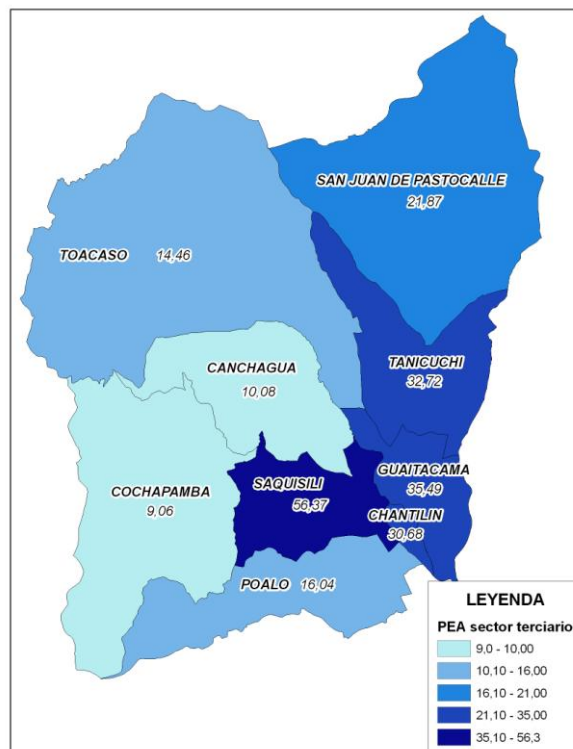 SAN JUAN DE PASTOCALLE
21,87
TOACASO 14,46
TANICUCHI
32,72
CANCHAGUA
10,08
GUAITACAMA
35,49
SAQUISILI
56,37
COCHAPAMBA
9,06
CHANTILIN
30,68
POALO 16,04
LEYENDA
PEA sector terciario
9,0 - 10,00
10,10 - 16,00
16,10 - 21,00
21,10 - 35,00
35,10 - 56,3